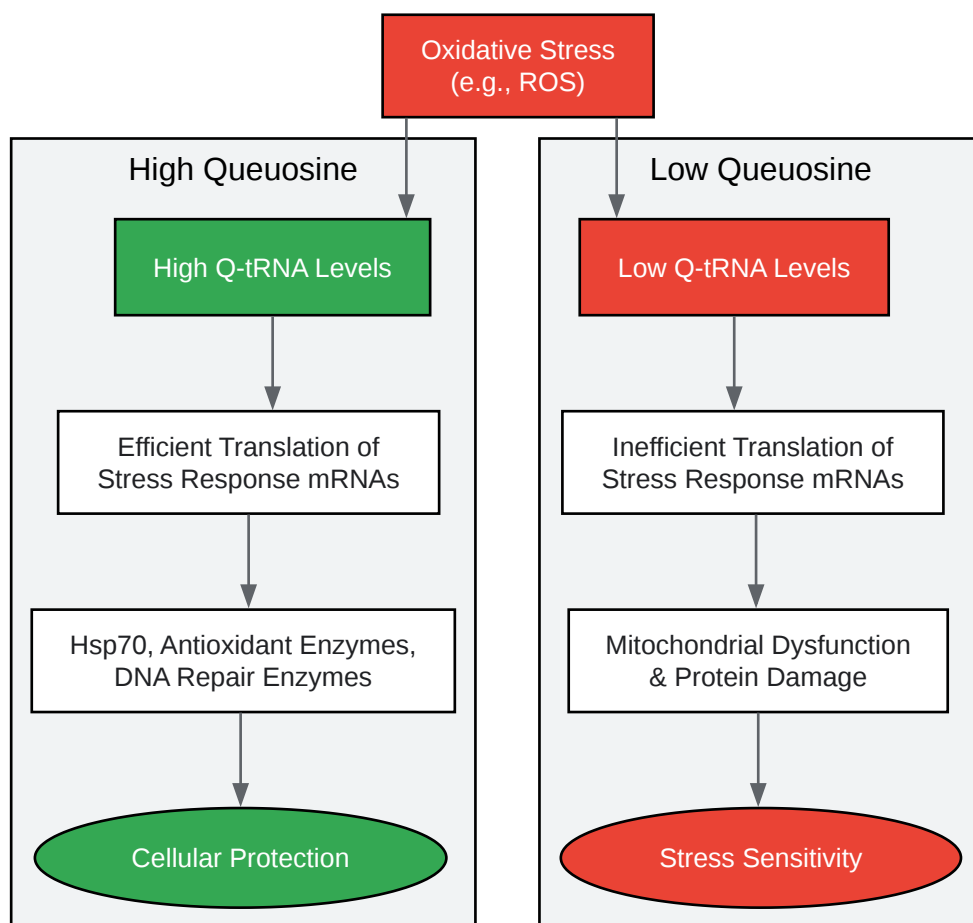 Oxidative Stress
(e.g., ROS)
High Queuosine
High Q-tRNA Levels
Efficient Translation of
Stress Response mRNAs
Hsp70, Antioxidant Enzymes,
DNA Repair Enzymes
Cellular Protection
Low Queuosine
Low Q-tRNA Levels
Inefficient Translation of
Stress Response mRNAs
Mitochondrial Dysfunction
& Protein Damage
Stress Sensitivity